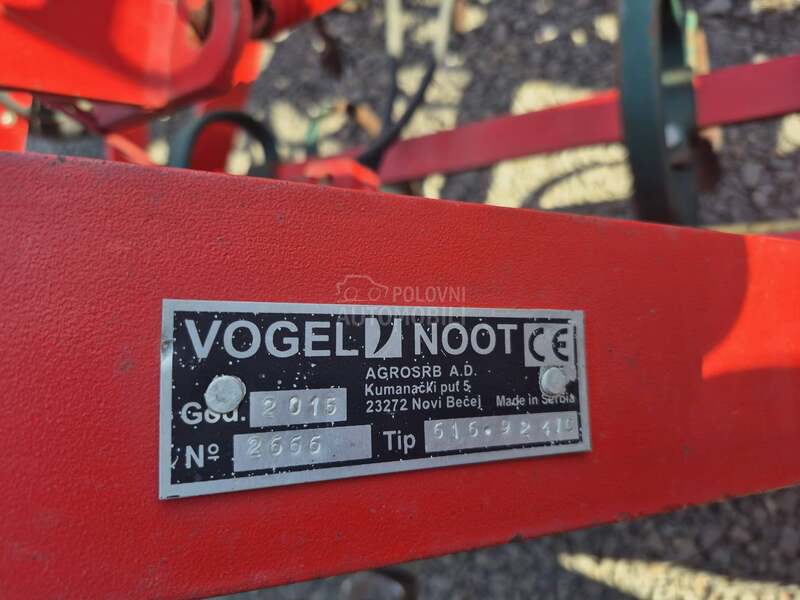 POLOVNI
AUTOMOBILI
VOGEL NOOT CE
AGROSRB A.D.
Kumanački put 5
23272 Novi Bečej Made in Serbia
God. 2015
Nº 2666 Tip